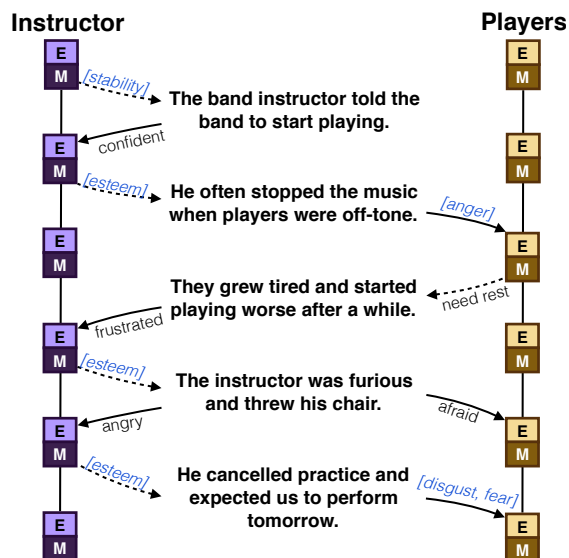 Instructor
Players
E
M
E
M
[stability]
The band instructor told the
band to start playing.
confident
E
M
E
M
[esteem]
He often stopped the music
when players were off-tone.
[anger]
E
M
E
M
They grew tired and started
playing worse after a while.
need rest
frustrated
E
M
E
M
[esteem]
The instructor was furious
and threw his chair.
angry
afraid
E
M
E
M
[esteem]
He cancelled practice and
expected us to perform
tomorrow.
[disgust, fear]
E
M
E
M